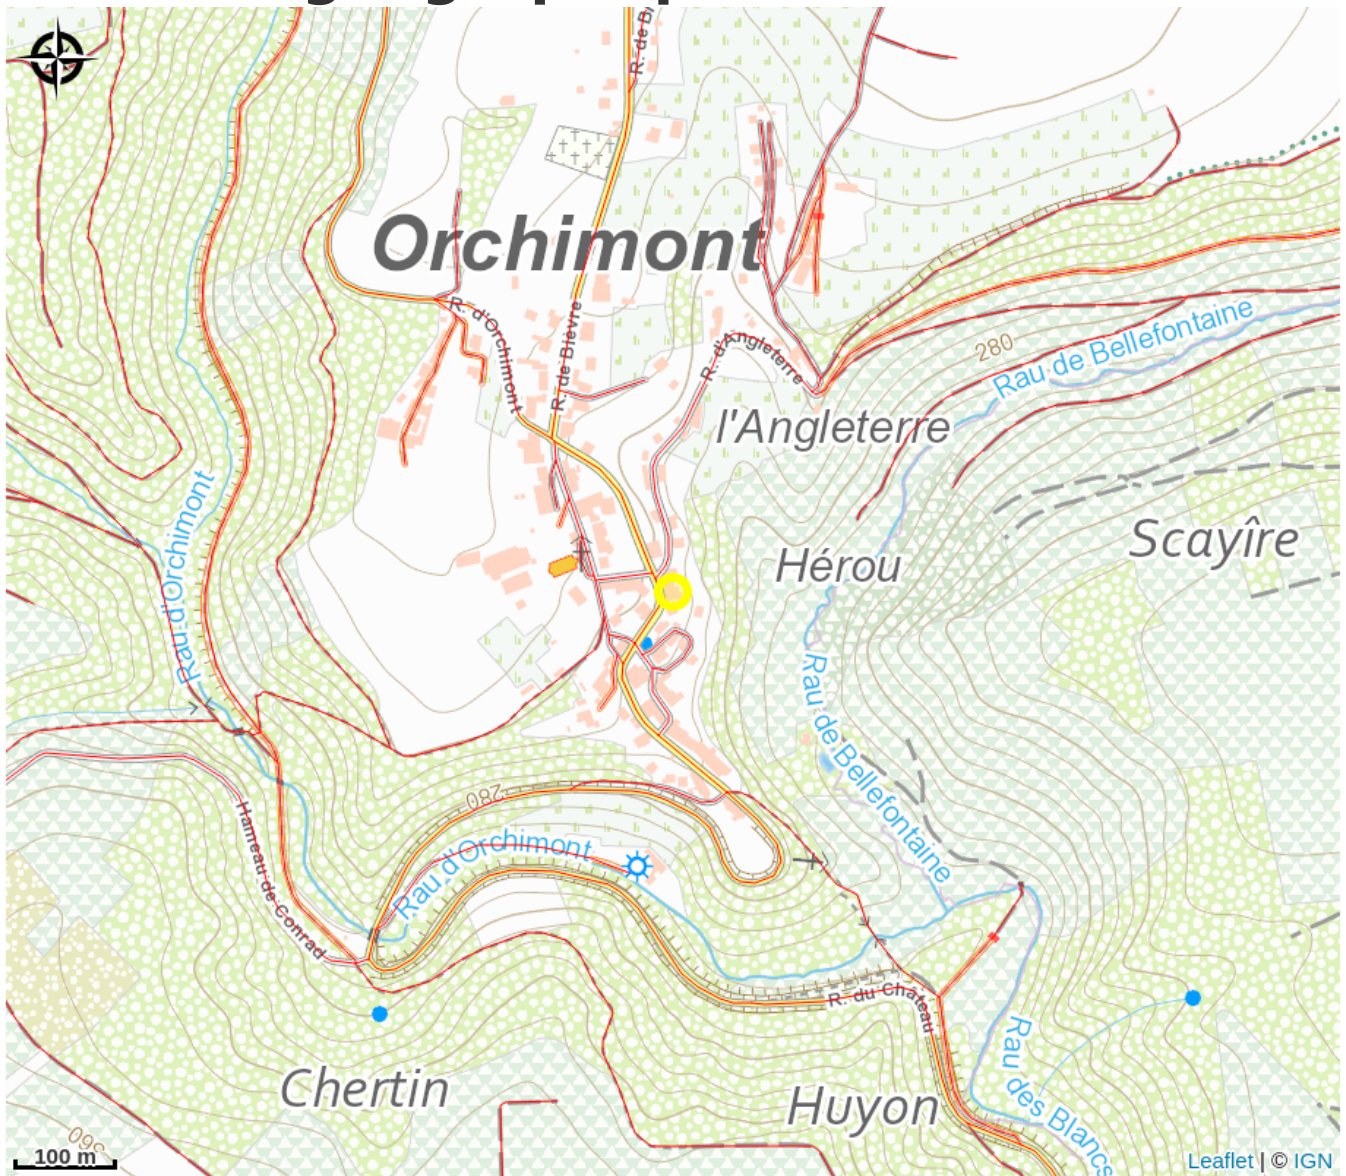 R. de Bi
Orchimont
R. d'Orchimont
R. de Bièvre
R. d'Angleterre
280
Rau de Bellefontaine
l'Angleterre
Rau d'Orchimont
Scayîre
Hérou
Rau de Bellefontaine
280
Hameau de Conrad
Rau d'Orchimont
R. du Château
Rau des Blancs
Chertin
Huyon
360
100 m
Leaflet | © IGN